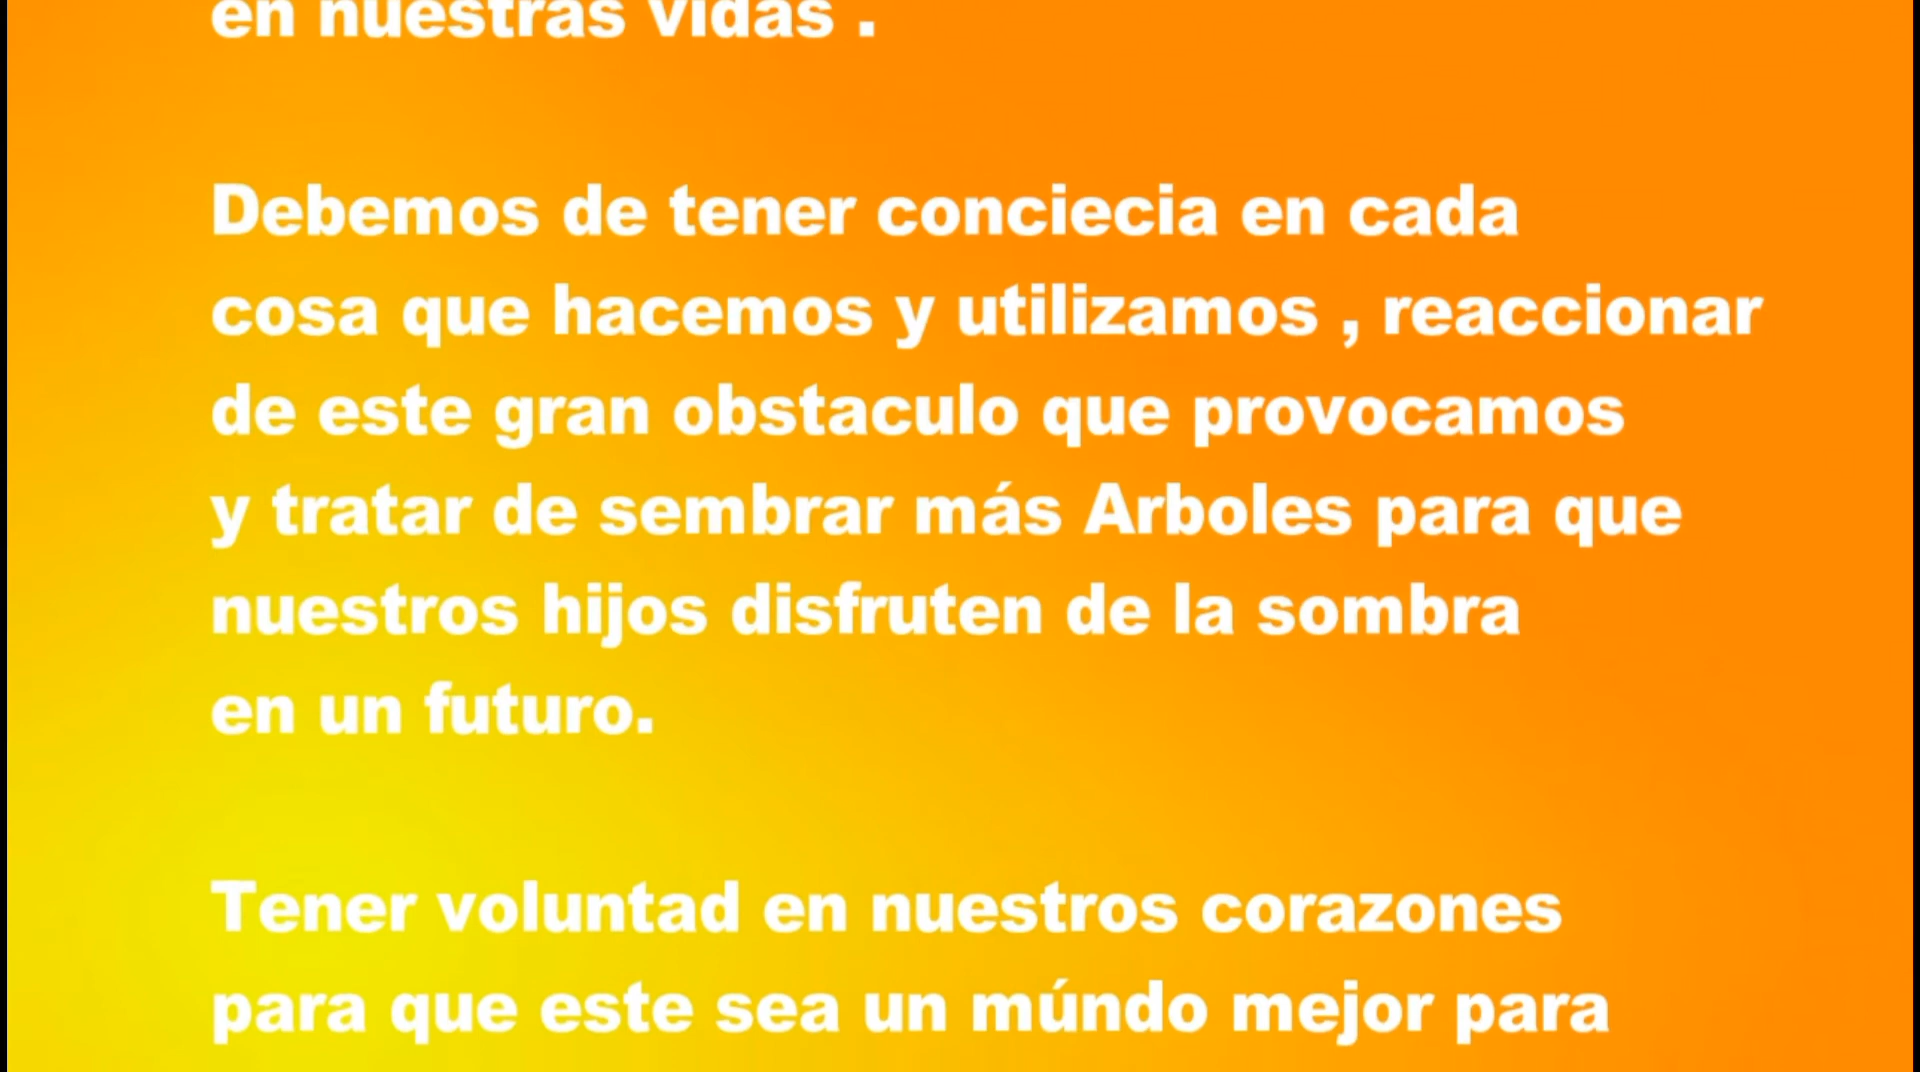 en nuestras vidas .
Debemos de tener conciecia en cada
cosa que hacemos y utilizamos , reaccionar
de este gran obstaculo que provocamos
y tratar de sembrar más Arboles para que
nuestros hijos disfruten de la sombra
en un futuro.
Tener voluntad en nuestros corazones
para que este sea un múndo mejor para